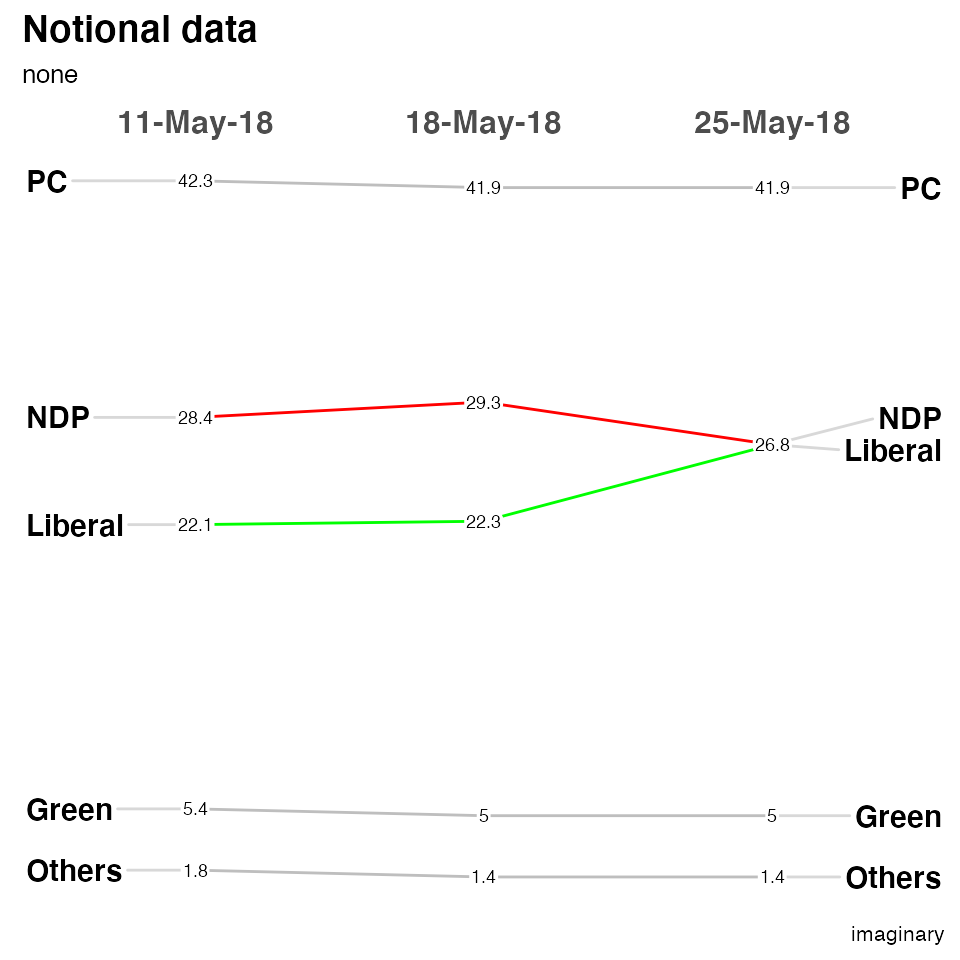 Notional data
none
11-May-18 18-May-18 25-May-18
PC 42.3 41.9 41.9 PC
NDP 28.4 29.3 NDP
26.8 Liberal
Liberal 22.1 22.3
Green 5.4 5 5 Green
Others 1.8 1.4 1.4 Others
imaginary